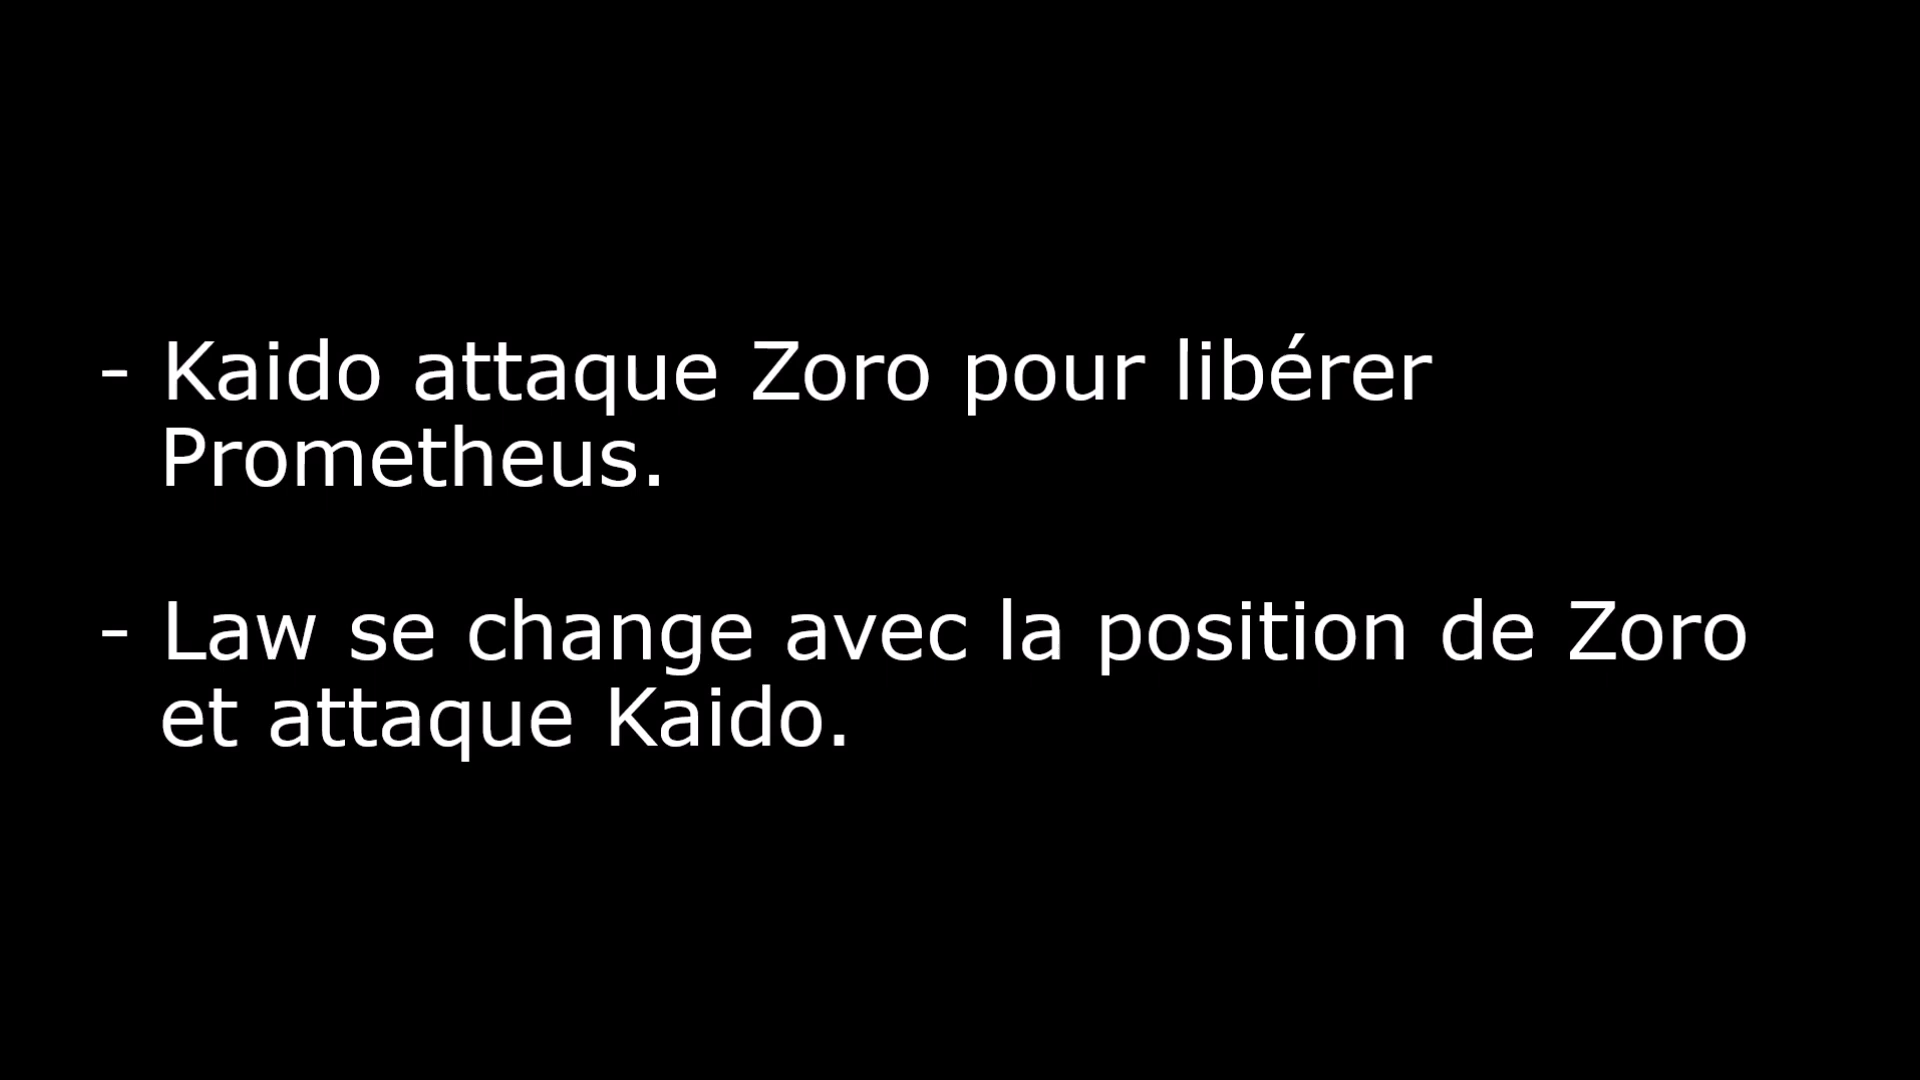 - Kaido attaque Zoro pour libérer
Prometheus.
- Law se change avec la position de Zoro
et attaque Kaido.